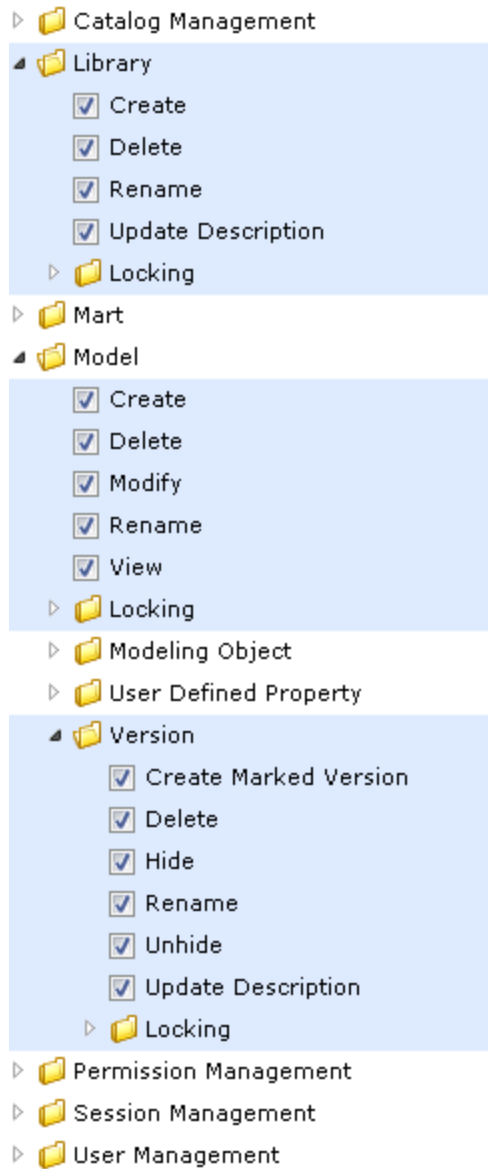 Catalog Management
Library
Create
Delete
Rename
Update Description
Locking
Mart
Model
Create
Delete
Modify
Rename
View
Locking
Modeling Object
User Defined Property
Version
Create Marked Version
Delete
Hide
Rename
Unhide
Update Description
Locking
Permission Management
Session Management
User Management